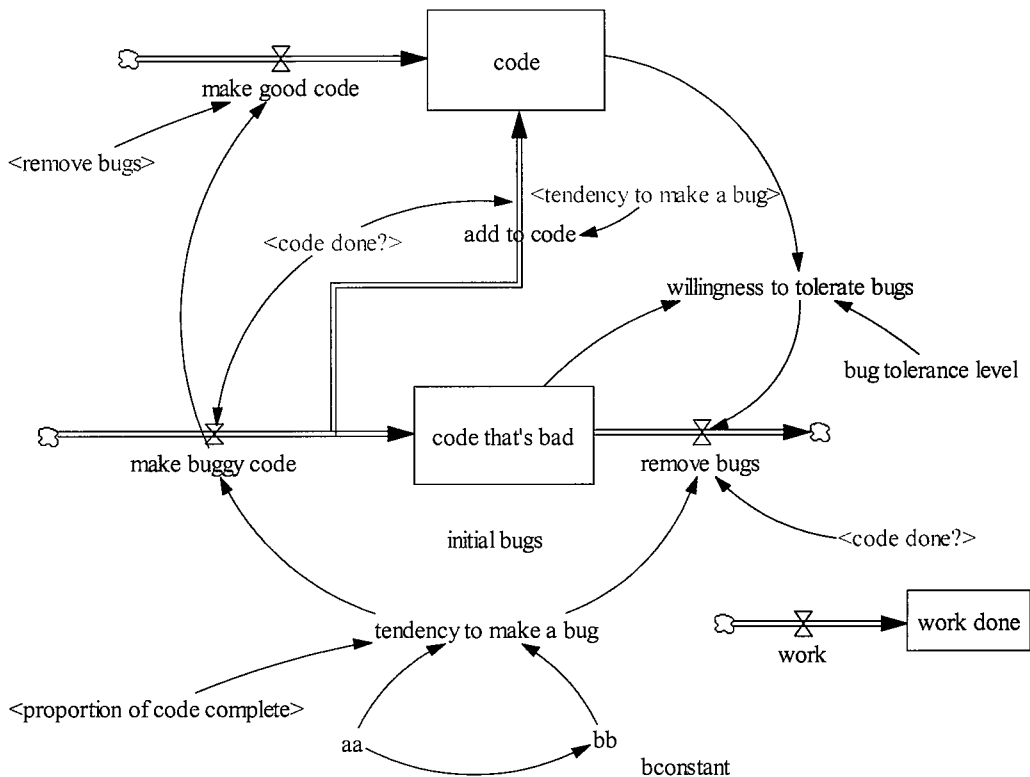 code
make good code
<remove bugs>
<tendency to make a bug>
<code done?>
add to code
willingness to tolerate bugs
bug tolerance level
code that's bad
make buggy code
remove bugs
initial bugs
<code done?>
tendency to make a bug
work done
work
<proportion of code complete>
aa
bb
bconstant